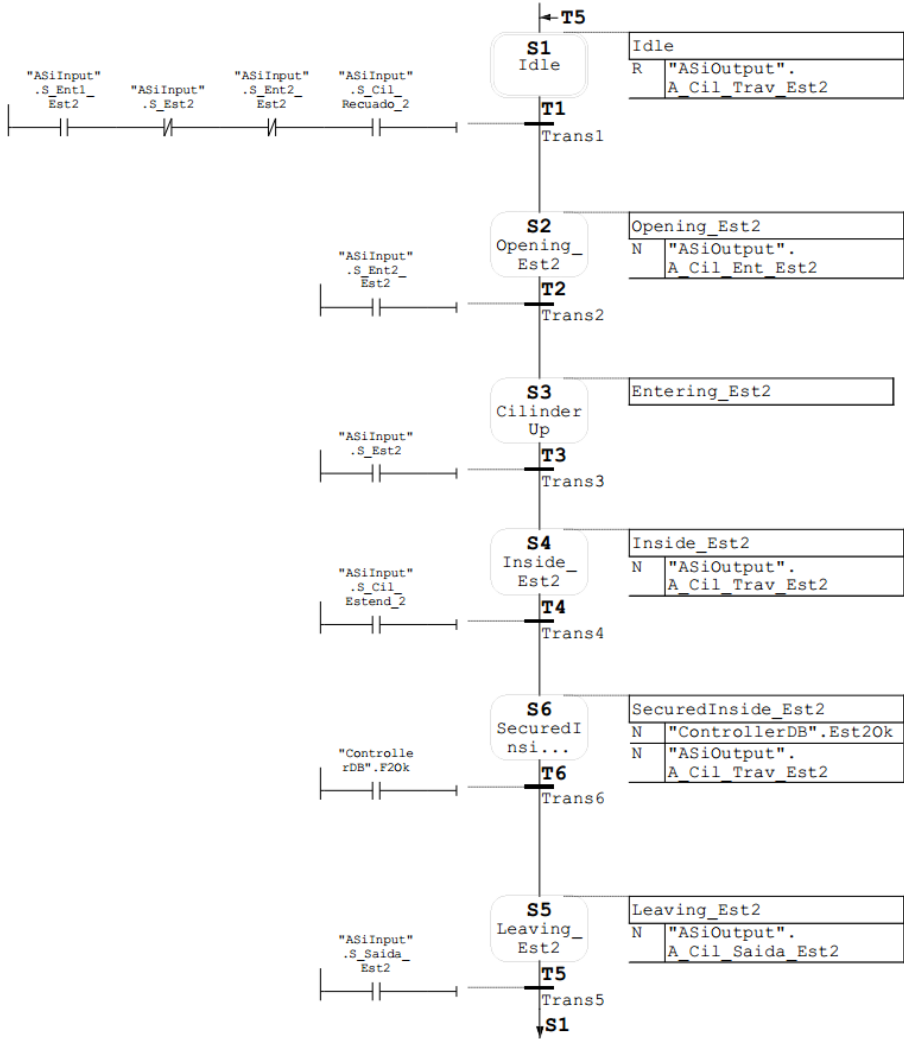 T5
S1
Idle
Idle
R "ASiOutput".
A_Cil_Trav_Est2
"ASiInput"
.S_Ent1_
Est2
"ASiInput"
.S_Est2
"ASiInput"
.S_Ent2_
Est2
"ASiInput"
.S_Cil_
Recuado_2
T1
Trans1
S2
Opening_
Est2
Opening_Est2
N "ASiOutput".
A_Cil_Ent_Est2
"ASiInput"
.S_Ent2_
Est2
T2
Trans2
S3
Cilinder
Up
Entering_Est2
"ASiInput"
.S_Est2
T3
Trans3
S4
Inside_
Est2
Inside_Est2
N "ASiOutput".
A_Cil_Trav_Est2
"ASiInput"
.S_Cil_
Estend_2
T4
Trans4
S6
SecuredI
nsi...
SecuredInside_Est2
N "ControllerDB".Est2Ok
N "ASiOutput".
A_Cil_Trav_Est2
"Controlle
rDB".F2Ok
T6
Trans6
S5
Leaving_
Est2
Leaving_Est2
N "ASiOutput".
A_Cil_Saida_Est2
"ASiInput"
.S_Saida_
Est2
T5
Trans5
S1